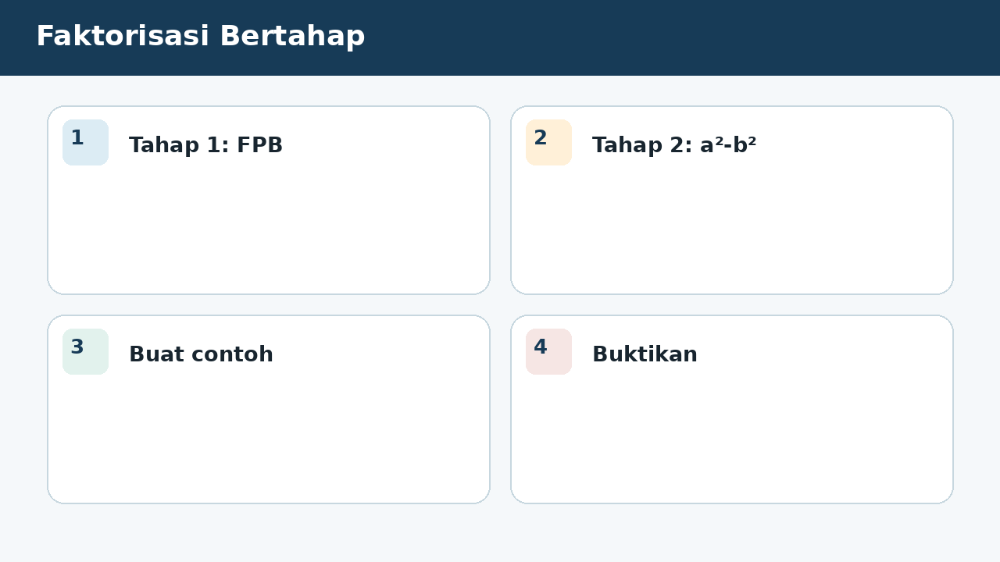 Faktorisasi Bertahap
1
Tahap 1: FPB
2
Tahap 2: a²-b²
3
Buat contoh
4
Buktikan